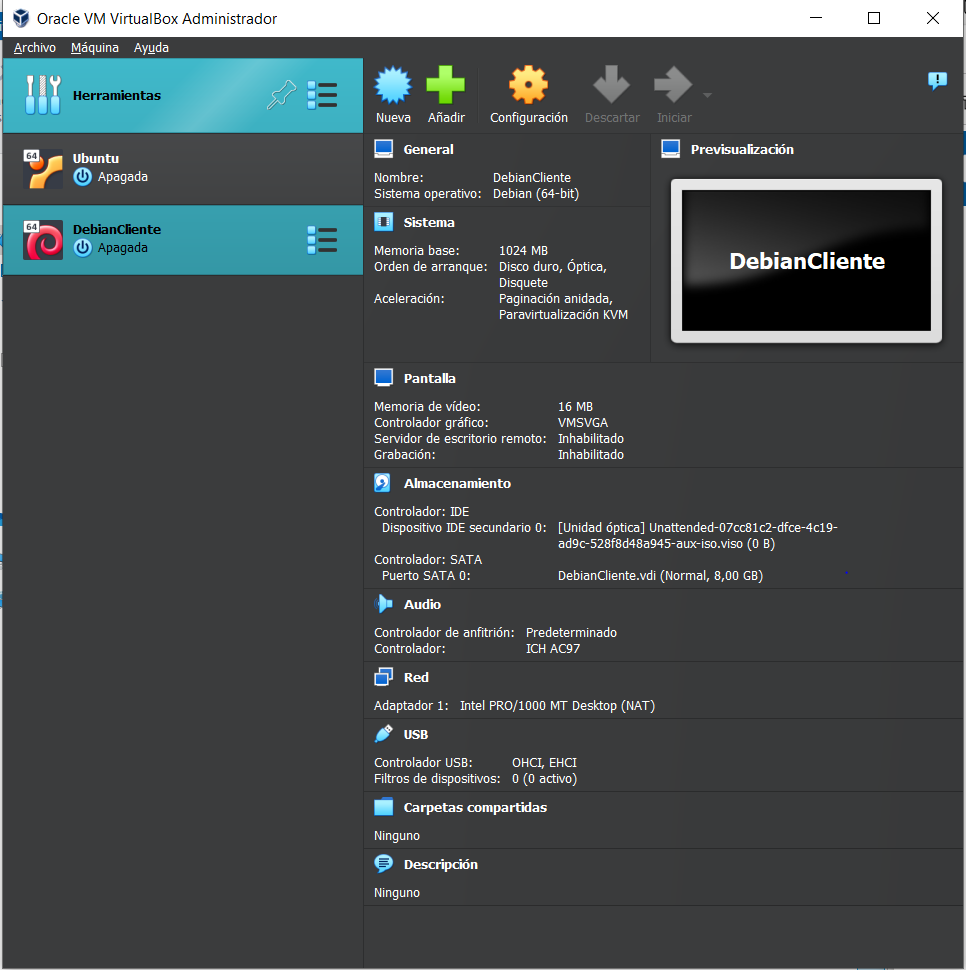 Oracle VM VirtualBox Administrador
Archivo Máquina Ayuda
Herramientas
64
Ubuntu
Apagada
64
DebianCliente
Apagada
Nueva Añadir Configuración Descartar Iniciar
General
Nombre: DebianCliente
Sistema operativo: Debian (64-bit)
Sistema
Memoria base: 1024 MB
Orden de arranque: Disco duro, Óptica,
Disquete
Aceleración: Paginación anidada,
Paravirtualización KVM
Previsualización
DebianCliente
Pantalla
Memoria de vídeo: 16 MB
Controlador gráfico: VMSVGA
Servidor de escritorio remoto: Inhabilitado
Grabación: Inhabilitado
Almacenamiento
Controlador: IDE
Dispositivo IDE secundario 0: [Unidad óptica] Unattended-07cc81c2-dfce-4c19-
ad9c-528f8d48a945-aux-iso.viso (0 B)
Controlador: SATA
Puerto SATA 0: DebianCliente.vdi (Normal, 8,00 GB)
Audio
Controlador de anfitrión: Predeterminado
Controlador: ICH AC97
Red
Adaptador 1: Intel PRO/1000 MT Desktop (NAT)
USB
Controlador USB: OHCI, EHCI
Filtros de dispositivos: 0 (0 activo)
Carpetas compartidas
Ninguno
Descripción
Ninguno